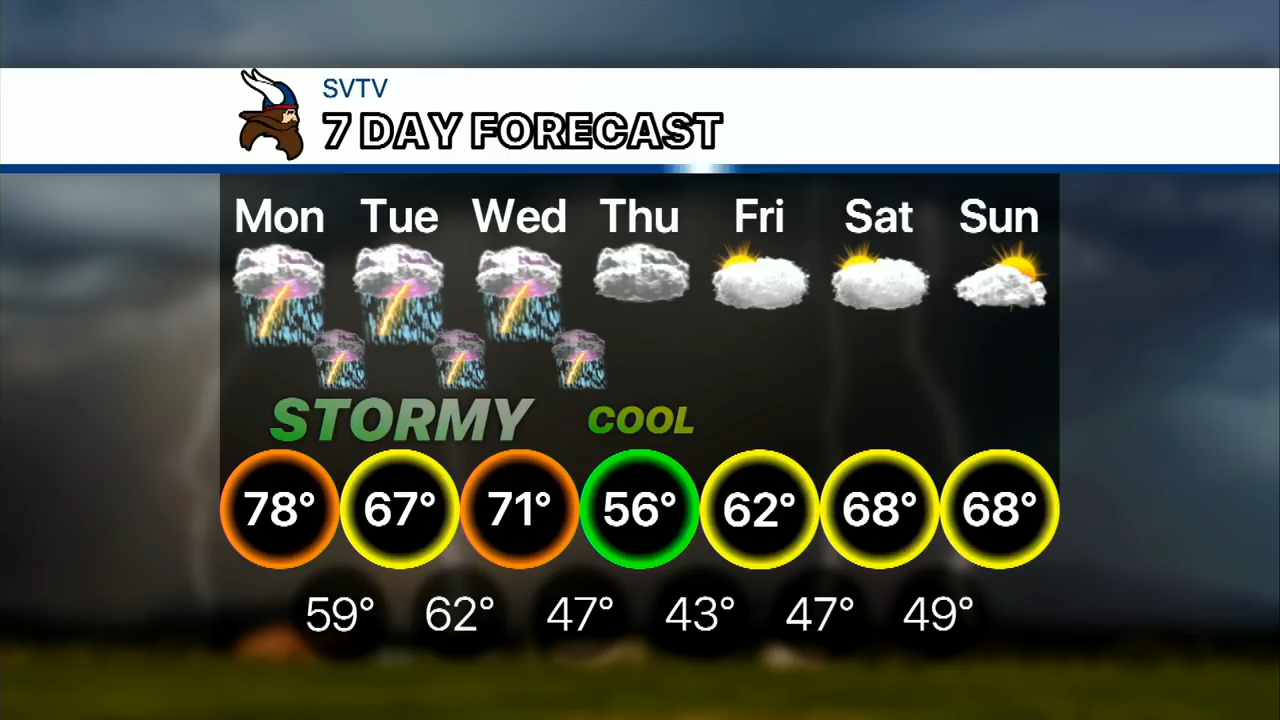 SVTV
7 DAY FORECAST
Mon Tue Wed Thu Fri Sat Sun
STORMY COOL
78° 67° 71° 56° 62° 68° 68°
59° 62° 47° 43° 47° 49°